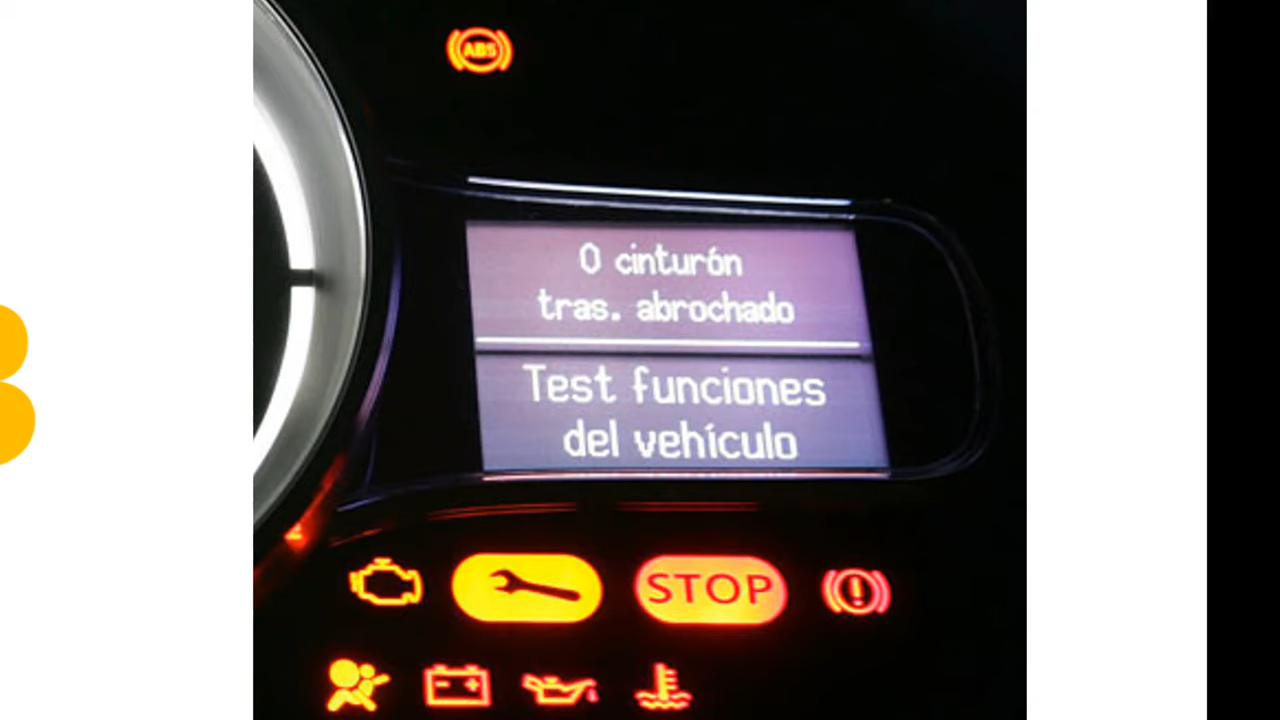 ABS
0 cinturón
tras. abrochado
Test funciones
del vehículo
STOP